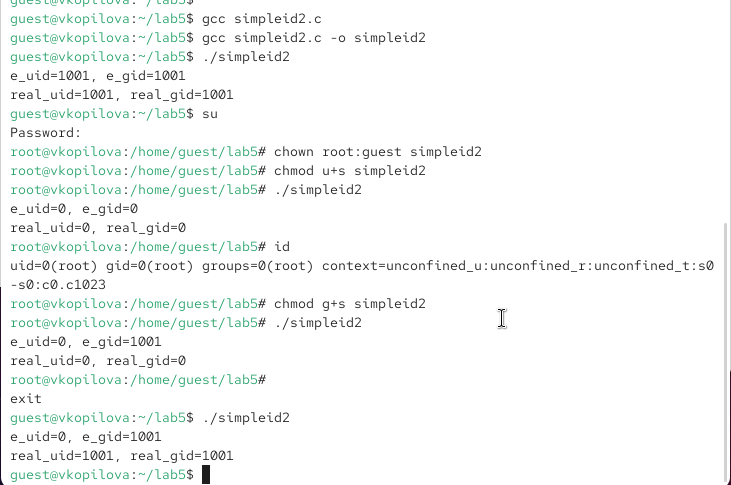 guest@vkopilova:~/lab5$
guest@vkopilova:~/lab5$ gcc simpleid2.c
guest@vkopilova:~/lab5$ gcc simpleid2.c -o simpleid2
guest@vkopilova:~/lab5$ ./simpleid2
e_uid=1001, e_gid=1001
real_uid=1001, real_gid=1001
guest@vkopilova:~/lab5$ su
Password:
root@vkopilova:/home/guest/lab5# chown root:guest simpleid2
root@vkopilova:/home/guest/lab5# chmod u+s simpleid2
root@vkopilova:/home/guest/lab5# ./simpleid2
e_uid=0, e_gid=0
real_uid=0, real_gid=0
root@vkopilova:/home/guest/lab5# id
uid=0(root) gid=0(root) groups=0(root) context=unconfined_u:unconfined_r:unconfined_t:s0
-s0:c0.c1023
root@vkopilova:/home/guest/lab5# chmod g+s simpleid2
root@vkopilova:/home/guest/lab5# ./simpleid2
e_uid=0, e_gid=1001
real_uid=0, real_gid=0
root@vkopilova:/home/guest/lab5#
exit
guest@vkopilova:~/lab5$ ./simpleid2
e_uid=0, e_gid=1001
real_uid=1001, real_gid=1001
guest@vkopilova:~/lab5$